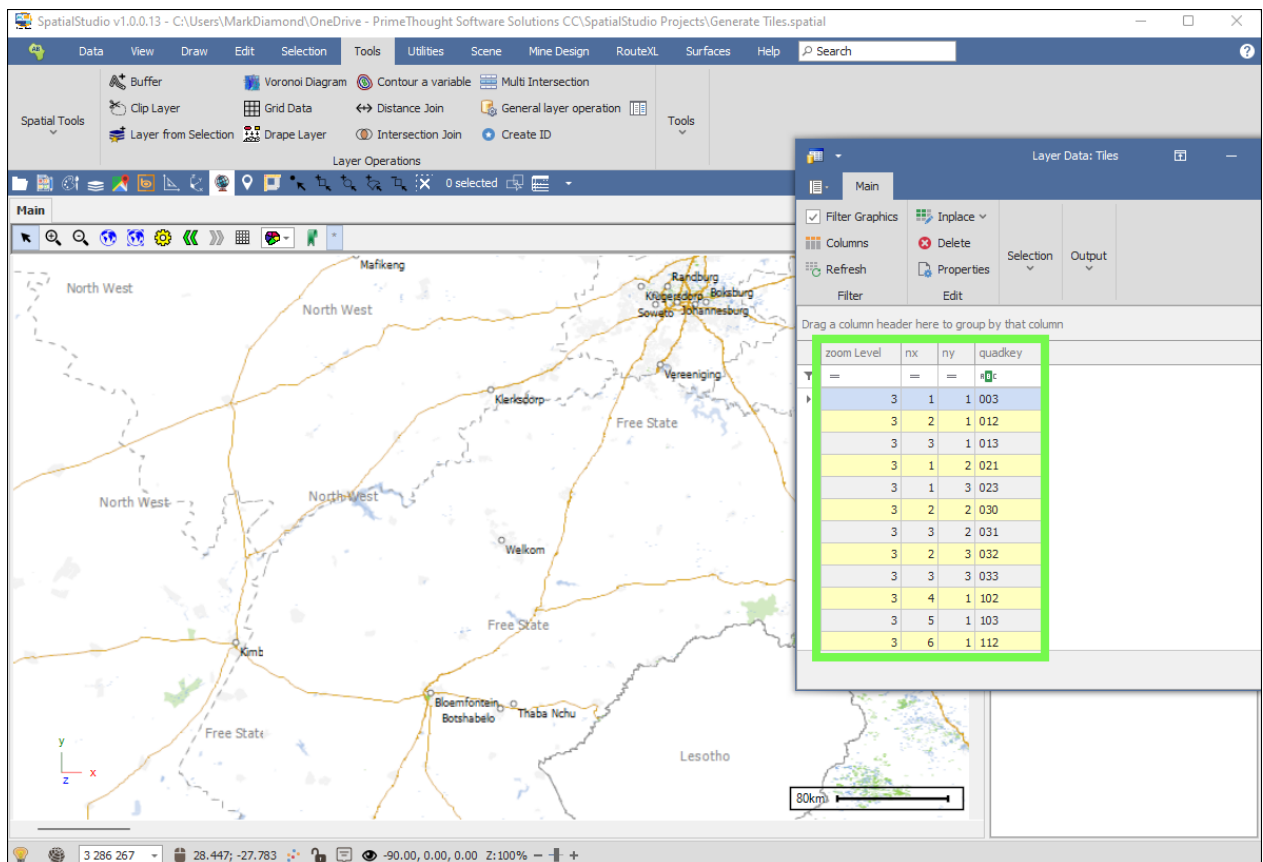 SpatialStudio v1.0.0.13 - C:\Users\MarkDiamond\OneDrive - PrimeThought Software Solutions CC\SpatialStudio Projects\Generate Tiles.spatial
Data View Draw Edit Selection Tools Utilities Scene Mine Design RouteXL Surfaces Help Search
Buffer Voronoi Diagram Contour a variable Multi Intersection
Spatial Tools Clip Layer Grid Data Distance Join General layer operation Tools
Layer from Selection Drape Layer Intersection Join Create ID
Layer Operations
0 selected
Main
Layer Data: Tiles
Main
Filter Graphics Inplace
Columns Delete
Refresh Properties
Selection Output
Filter Edit
Drag a column header here to group by that column
zoom Level nx ny quadkey
= = = ABC
3 1 1 003
3 2 1 012
3 3 1 013
3 1 2 021
3 1 3 023
3 2 2 030
3 3 2 031
3 2 3 032
3 3 3 033
3 4 1 102
3 5 1 103
3 6 1 112
Mafikeng
North West
North West
Randburg
Krugersdorp Boksburg
Soweto Johannesburg
Vereeniging
Klerksdorp
Free State
North West
North West
Welkom
Free State
Kimb
Bloemfontein
Botshabelo
Thaba Nchu
Free State
Lesotho
y
x
z
80km
3 286 267 28.447; -27.783 -90.00, 0.00, 0.00 Z:100%